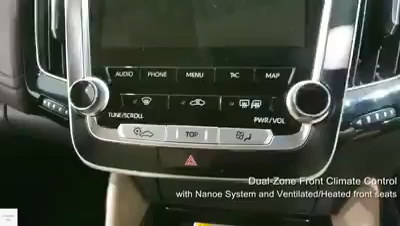 AUDIO PHONE MENU MAP
TUNE/SCROLL PWR/VOL
TOP
Dual-Zone Front Climate Control
with Nanoe System and Ventilated/Heated front seats